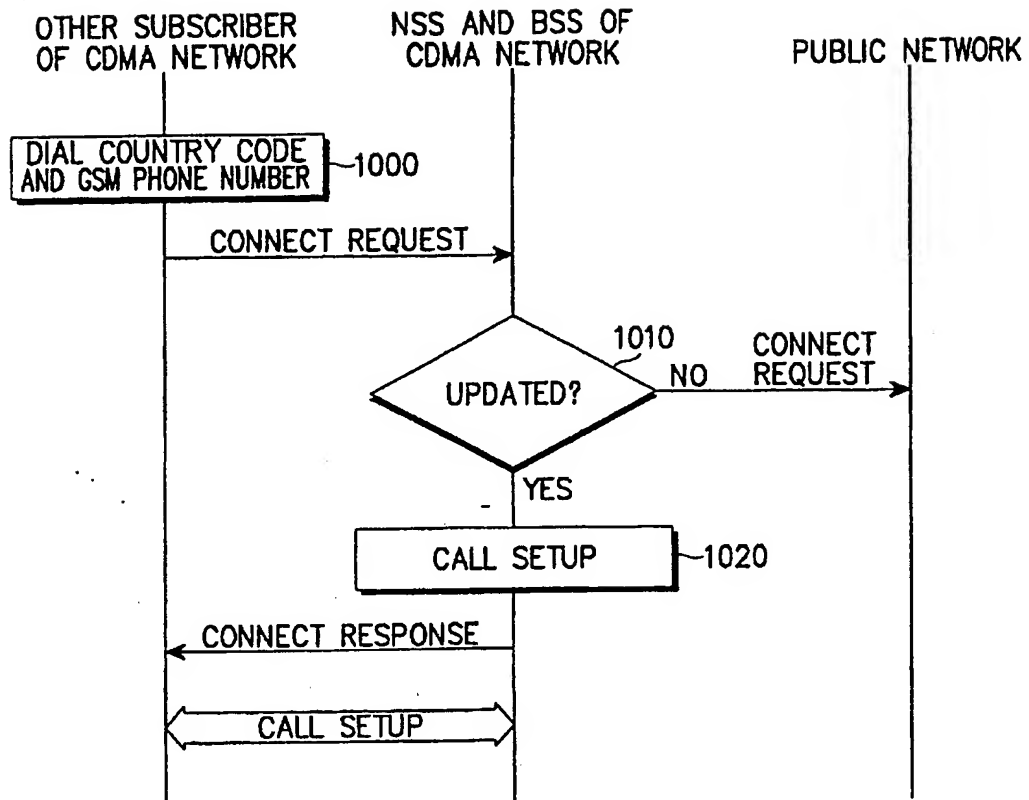 OTHER SUBSCRIBER
OF CDMA NETWORK
NSS AND BSS OF
CDMA NETWORK
PUBLIC NETWORK
DIAL COUNTRY CODE
AND GSM PHONE NUMBER
1000
CONNECT REQUEST
1010
UPDATED?
NO
CONNECT
REQUEST
YES
CALL SETUP
1020
CONNECT RESPONSE
CALL SETUP